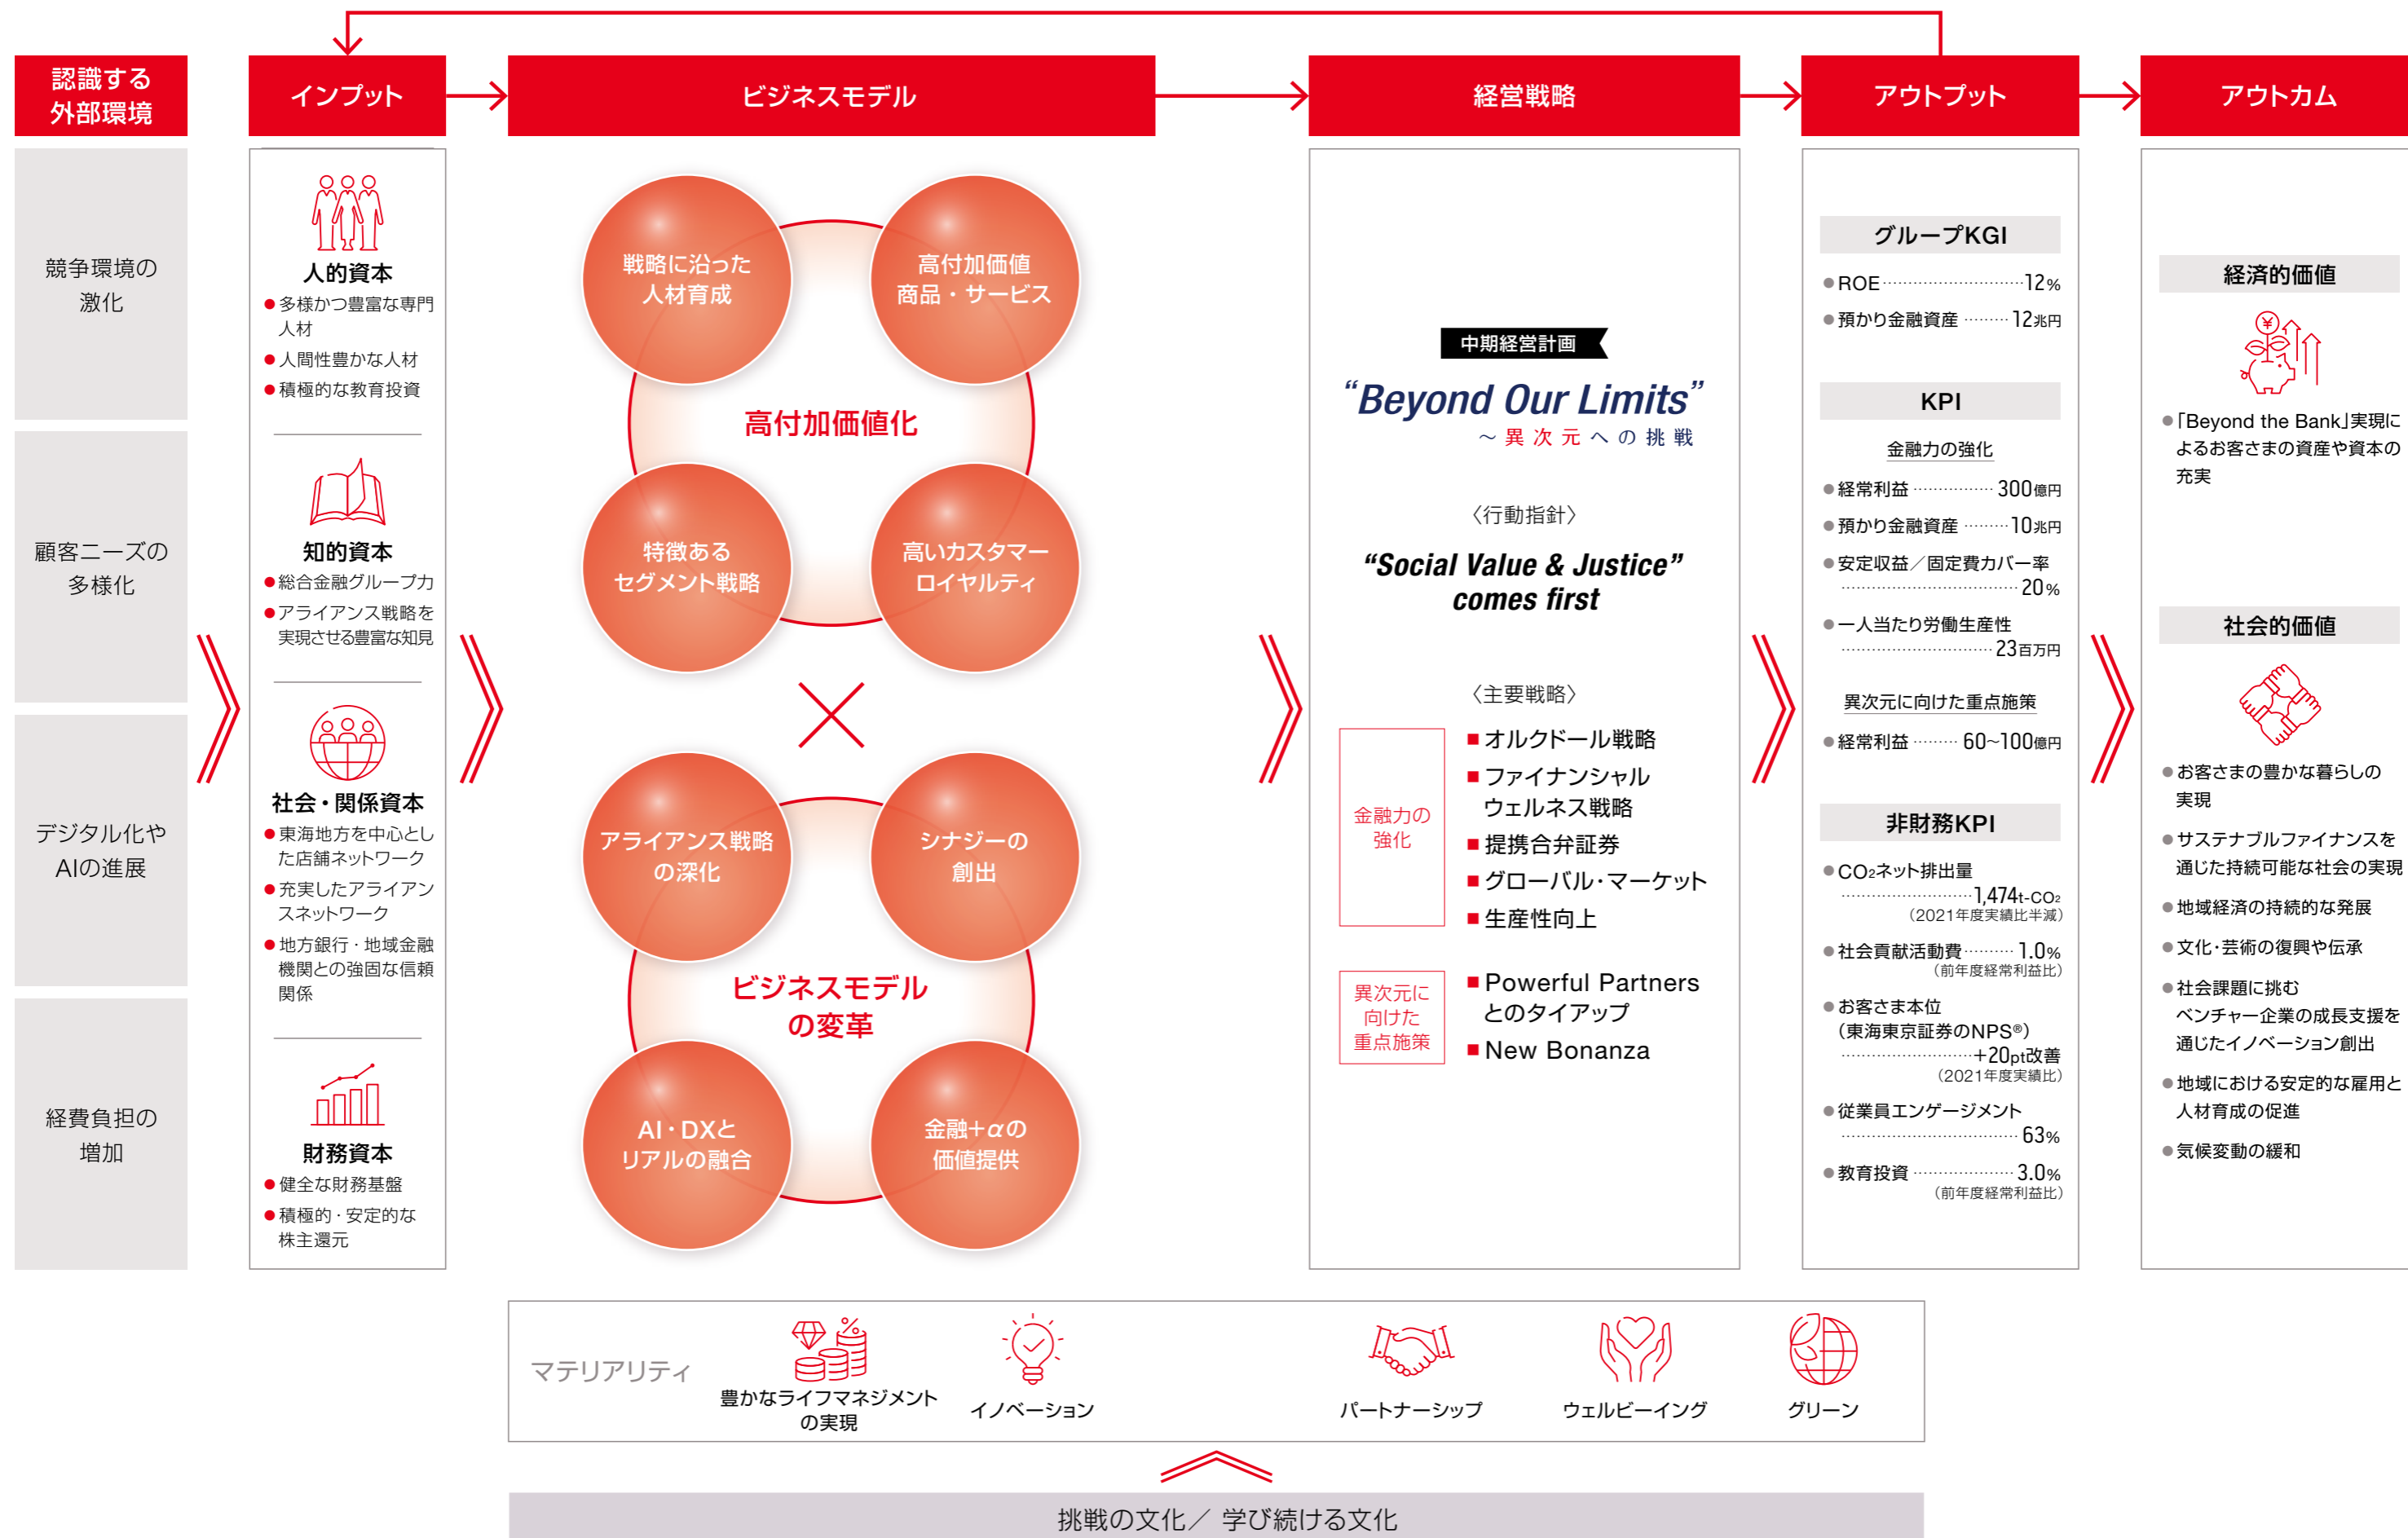 認識する
外部環境
競争環境の
激化
顧客ニーズの
多様化
デジタル化や
AIの進展
経費負担の
増加
インプット
人的資本
●多様かつ豊富な専門
人材
●人間性豊かな人材
●積極的な教育投資
知的資本
●総合金融グループ力
●アライアンス戦略を
実現させる豊富な知見
社会・関係資本
●東海地方を中心とし
た店舗ネットワーク
●充実したアライアン
スネットワーク
●地方銀行・地域金融
機関との強固な信頼
関係
財務資本
●健全な財務基盤
●積極的・安定的な
株主還元
ビジネスモデル
戦略に沿った
人材育成
高付加価値
商品・サービス
高付加価値化
特徴ある
セグメント戦略
高いカスタマー
ロイヤルティ
アライアンス戦略
の深化
シナジーの
創出
ビジネスモデル
の変革
AI・DXと
リアルの融合
金融+αの
価値提供
経営戦略
中期経営計画
“Beyond Our Limits”
～異次元への挑戦
〈行動指針〉
“Social Value & Justice”
comes first
〈主要戦略〉
金融力の
強化
■オルクドール戦略
■ファイナンシャル
ウェルネス戦略
■提携合弁証券
■グローバル・マーケット
■生産性向上
異次元に
向けた
重点施策
■Powerful Partners
とのタイアップ
■New Bonanza
アウトプット
グループKGI
●ROE 12%
●預かり金融資産 12兆円
KPI
金融力の強化
●経常利益 300億円
●預かり金融資産 10兆円
●安定収益／固定費カバー率
20%
●一人当たり労働生産性
23百万円
異次元に向けた重点施策
●経常利益 60~100億円
非財務KPI
●CO₂ネット排出量
1,474t-CO₂
（2021年度実績比半減）
●社会貢献活動費 1.0%
（前年度経常利益比）
●お客さま本位
（東海東京証券のNPS®）
+20pt改善
（2021年度実績比）
●従業員エンゲージメント
63%
●教育投資 3.0%
（前年度経常利益比）
アウトカム
経済的価値
●「Beyond the Bank」実現に
よるお客さまの資産や資本の
充実
社会的価値
●お客さまの豊かな暮らしの
実現
●サステナブルファイナンスを
通じた持続可能な社会の実現
●地域経済の持続的な発展
●文化・芸術の復興や伝承
●社会課題に挑む
ベンチャー企業の成長支援を
通じたイノベーション創出
●地域における安定的な雇用と
人材育成の促進
●気候変動の緩和
マテリアリティ
豊かなライフマネジメント
の実現
イノベーション
パートナーシップ
ウェルビーイング
グリーン
挑戦の文化／ 学び続ける文化